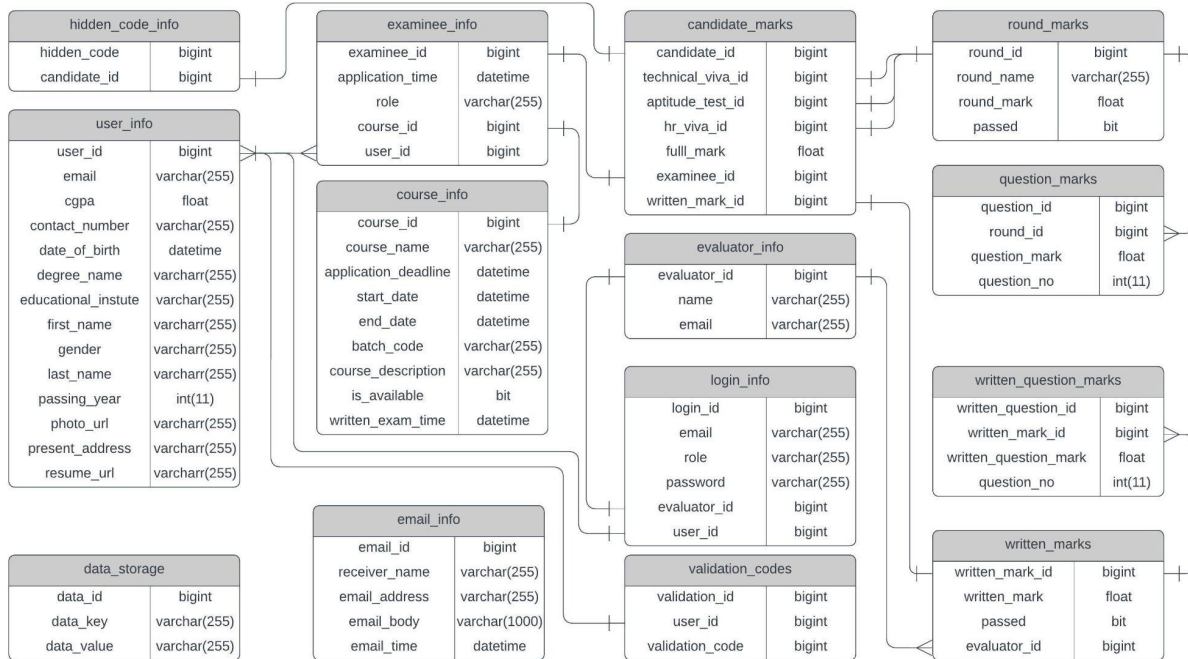 hidden_code_info
hidden_code bigint
candidate_id bigint
user_info
user_id bigint
email varchar(255)
cgpa float
contact_number varchar(255)
date_of_birth datetime
degree_name varcharr(255)
educational_instute varchar(255)
first_name varcharr(255)
gender varcharr(255)
last_name varcharr(255)
passing_year int(11)
photo_url varcharr(255)
present_address varcharr(255)
resume_url varcharr(255)
data_storage
data_id bigint
data_key varchar(255)
data_value varchar(255)
examinee_info
examinee_id bigint
application_time datetime
role varchar(255)
course_id bigint
user_id bigint
course_info
course_id bigint
course_name varchar(255)
application_deadline datetime
start_date datetime
end_date datetime
batch_code varchar(255)
course_description varchar(255)
is_available bit
written_exam_time datetime
email_info
email_id bigint
receiver_name varchar(255)
email_address varchar(255)
email_body varchar(1000)
email_time datetime
candidate_marks
candidate_id bigint
technical_viva_id bigint
aptitude_test_id bigint
hr_viva_id bigint
fulll_mark float
examinee_id bigint
written_mark_id bigint
evaluator_info
evaluator_id bigint
name varchar(255)
email varchar(255)
login_info
login_id bigint
email varchar(255)
role varchar(255)
password varchar(255)
evaluator_id bigint
user_id bigint
validation_codes
validation_id bigint
user_id bigint
validation_code bigint
round_marks
round_id bigint
round_name varchar(255)
round_mark float
passed bit
question_marks
question_id bigint
round_id bigint
question_mark float
question_no int(11)
written_question_marks
written_question_id bigint
written_mark_id bigint
written_question_mark float
question_no int(11)
written_marks
written_mark_id bigint
written_mark float
passed bit
evaluator_id bigint